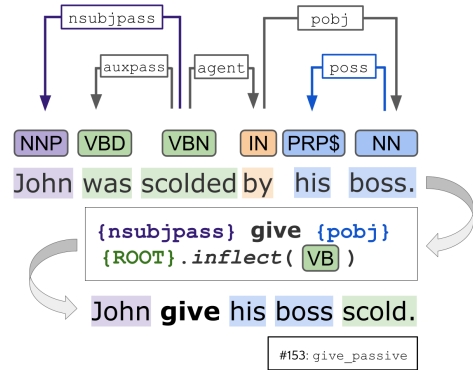 nsubjpass pobj
auxpass agent poss
NNP VBD VBN IN PRP$ NN
John was scolded by his boss.
{nsubjpass} give {pobj}
{ROOT}.inflect( VB )
John give his boss scold.
#153: give_passive